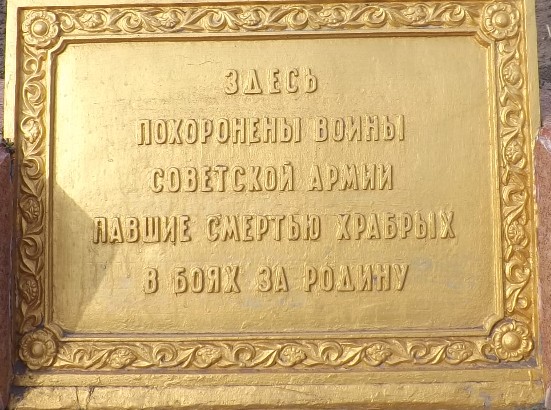 ЗДЕСЬ
ПОХОРОНЕНЫ ВОИНЫ
СОВЕТСКОЙ АРМИИ
ПАВШИЕ СМЕРТЬЮ ХРАБРЫХ
В БОЯХ ЗА РОДИНУ